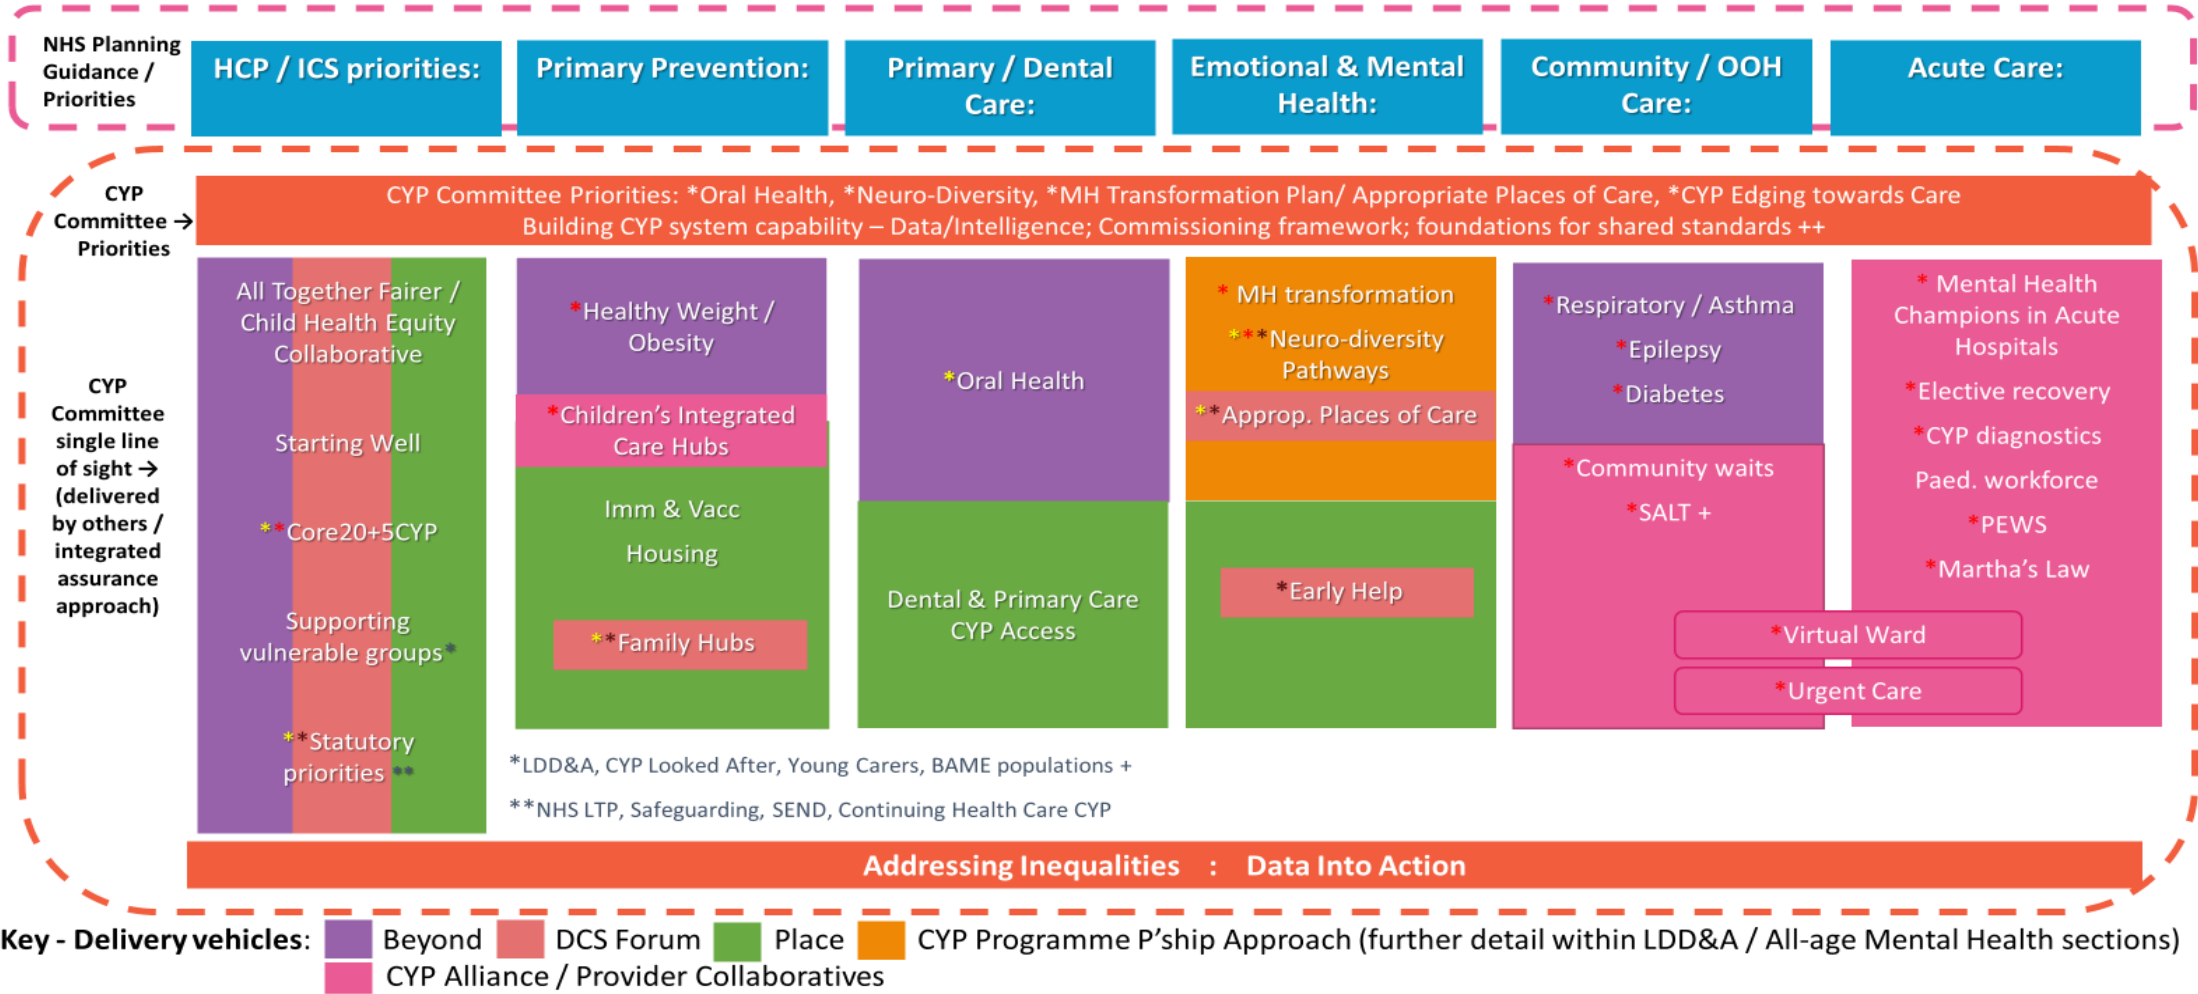 NHS Planning
Guidance /
Priorities
HCP / ICS priorities:
Primary Prevention:
Primary / Dental
Care:
Emotional & Mental
Health:
Community / OOH
Care:
Acute Care:
CYP
Committee →
Priorities
CYP Committee Priorities: *Oral Health, *Neuro-Diversity, *MH Transformation Plan/ Appropriate Places of Care, *CYP Edging towards Care
Building CYP system capability – Data/Intelligence; Commissioning framework; foundations for shared standards ++
CYP
Committee
single line
of sight →
(delivered
by others /
integrated
assurance
approach)
All Together Fairer /
Child Health Equity
Collaborative
Starting Well
**Core20+5CYP
Supporting
vulnerable groups*
**Statutory
priorities **
*Healthy Weight /
Obesity
*Children's Integrated
Care Hubs
Imm & Vacc
Housing
**Family Hubs
*Oral Health
Dental & Primary Care
CYP Access
* MH transformation
***Neuro-diversity
Pathways
**Approp. Places of Care
*Early Help
*Respiratory / Asthma
*Epilepsy
*Diabetes
*Community waits
*SALT +
* Mental Health
Champions in Acute
Hospitals
*Elective recovery
*CYP diagnostics
Paed. workforce
*PEWS
*Martha's Law
*Virtual Ward
*Urgent Care
*LDD&A, CYP Looked After, Young Carers, BAME populations +
**NHS LTP, Safeguarding, SEND, Continuing Health Care CYP
Addressing Inequalities : Data Into Action
Key - Delivery vehicles: Beyond DCS Forum Place CYP Programme P'ship Approach (further detail within LDD&A / All-age Mental Health sections)
CYP Alliance / Provider Collaboratives